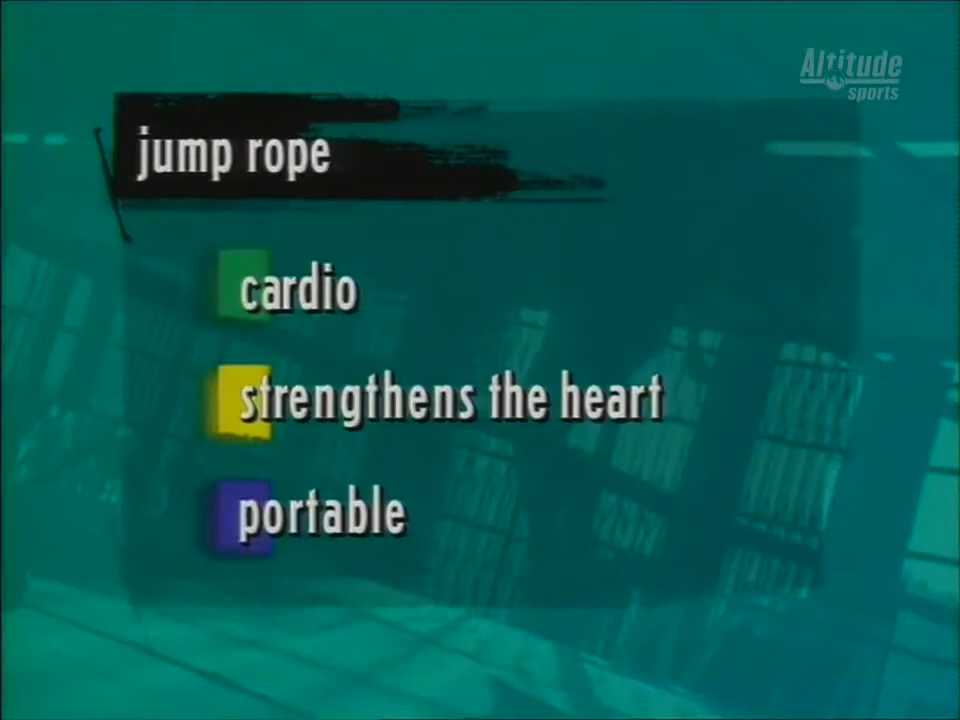 Altitude
sports
jump rope
cardio
strengthens the heart
portable